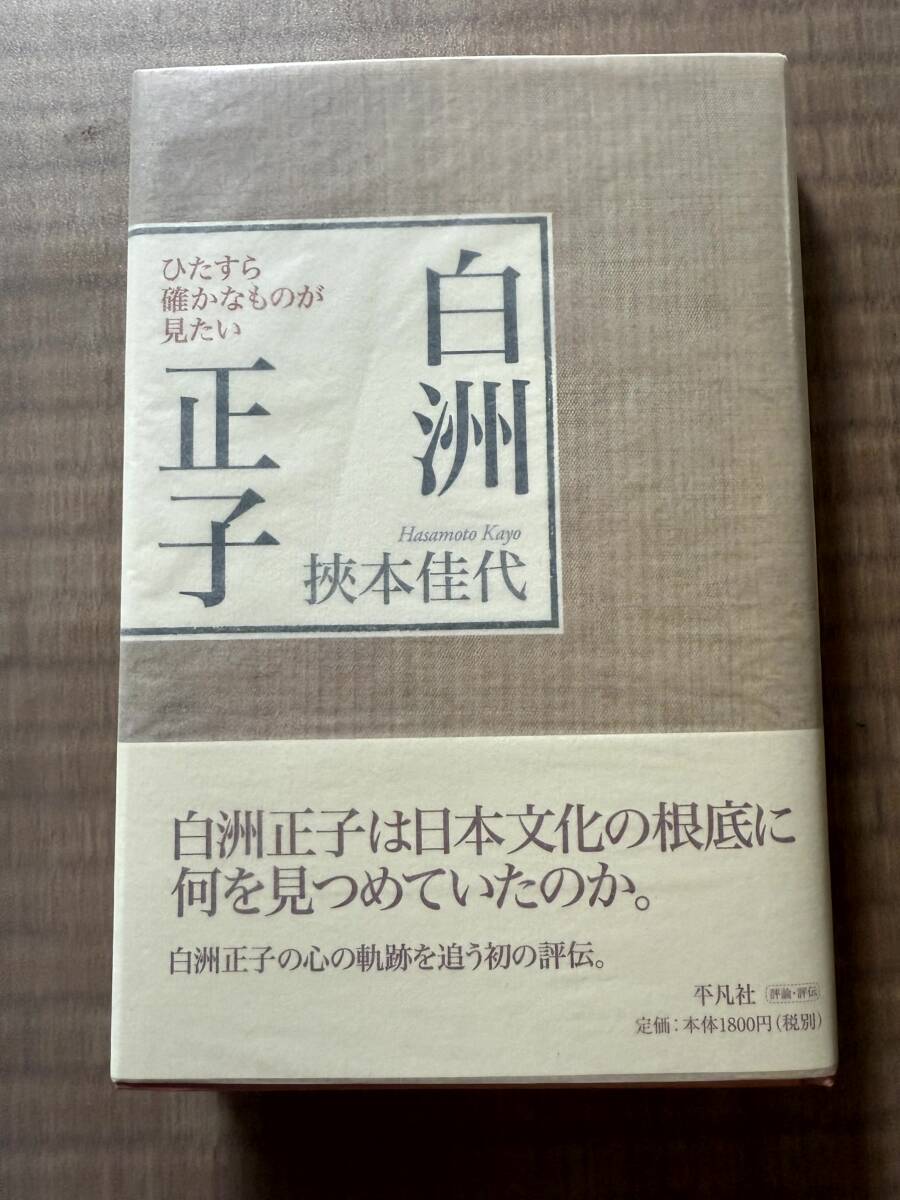 白洲
正子
ひたすら
確かなものが
見たい
Hasamoto Kayo
挾本佳代
白洲正子は日本文化の根底に
何を見つめていたのか。
白洲正子の心の軌跡を追う初の評伝。
平凡社 評論・評伝
定価:本体1800円(税別)